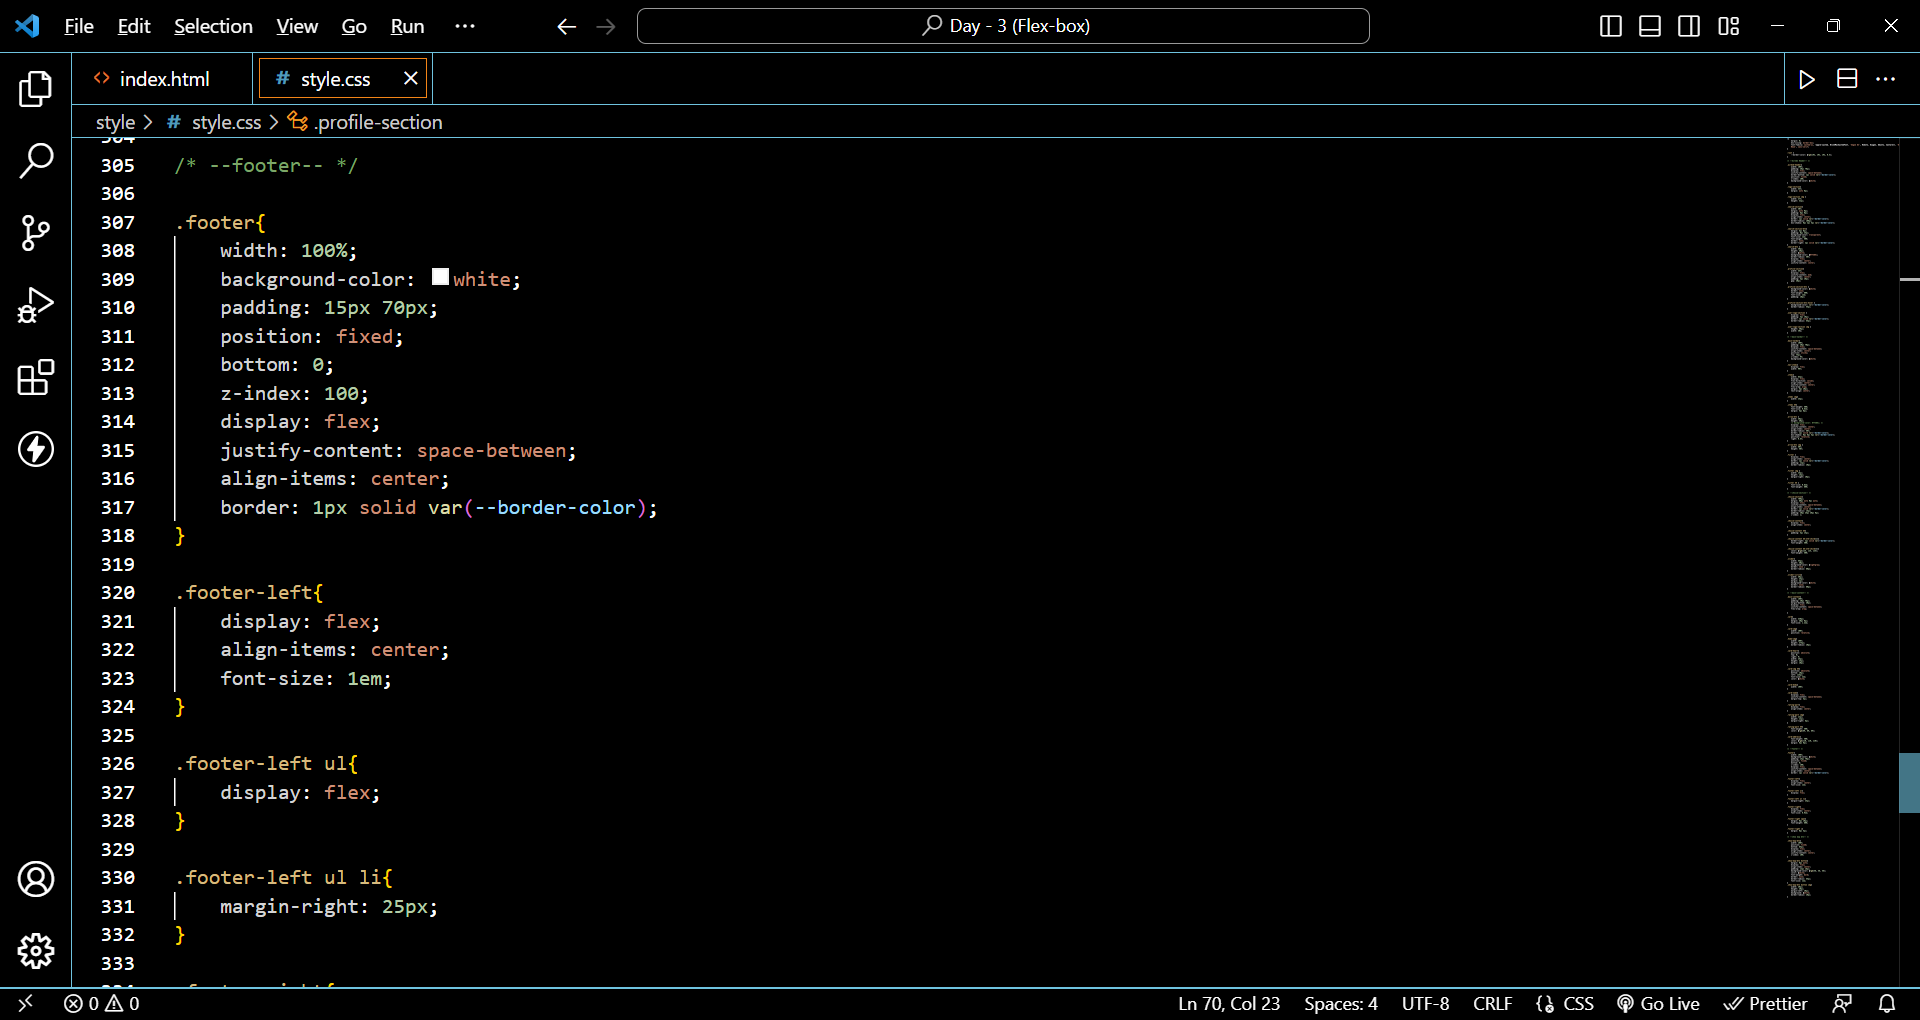 File Edit Selection View Go Run ··· Day - 3 (Flex-box)
index.html # style.css
style > # style.css > .profile-section
304
305 /* --footer-- */
306
307 .footer{
308 width: 100%;
309 background-color: white;
310 padding: 15px 70px;
311 position: fixed;
312 bottom: 0;
313 z-index: 100;
314 display: flex;
315 justify-content: space-between;
316 align-items: center;
317 border: 1px solid var(--border-color);
318 }
319
320 .footer-left{
321 display: flex;
322 align-items: center;
323 font-size: 1em;
324 }
325
326 .footer-left ul{
327 display: flex;
328 }
329
330 .footer-left ul li{
331 margin-right: 25px;
332 }
333
0 0 Ln 70, Col 23 Spaces: 4 UTF-8 CRLF CSS Go Live Prettier